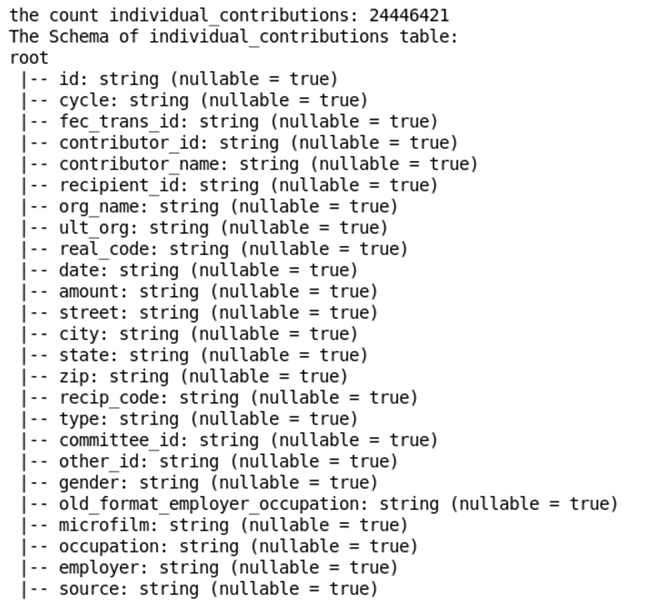 the count individual_contributions: 24446421
The Schema of individual_contributions table:
root
|-- id: string (nullable = true)
|-- cycle: string (nullable = true)
|-- fec_trans_id: string (nullable = true)
|-- contributor_id: string (nullable = true)
|-- contributor_name: string (nullable = true)
|-- recipient_id: string (nullable = true)
|-- org_name: string (nullable = true)
|-- ult_org: string (nullable = true)
|-- real_code: string (nullable = true)
|-- date: string (nullable = true)
|-- amount: string (nullable = true)
|-- street: string (nullable = true)
|-- city: string (nullable = true)
|-- state: string (nullable = true)
|-- zip: string (nullable = true)
|-- recip_code: string (nullable = true)
|-- type: string (nullable = true)
|-- committee_id: string (nullable = true)
|-- other_id: string (nullable = true)
|-- gender: string (nullable = true)
|-- old_format_employer_occupation: string (nullable = true)
|-- microfilm: string (nullable = true)
|-- occupation: string (nullable = true)
|-- employer: string (nullable = true)
|-- source: string (nullable = true)